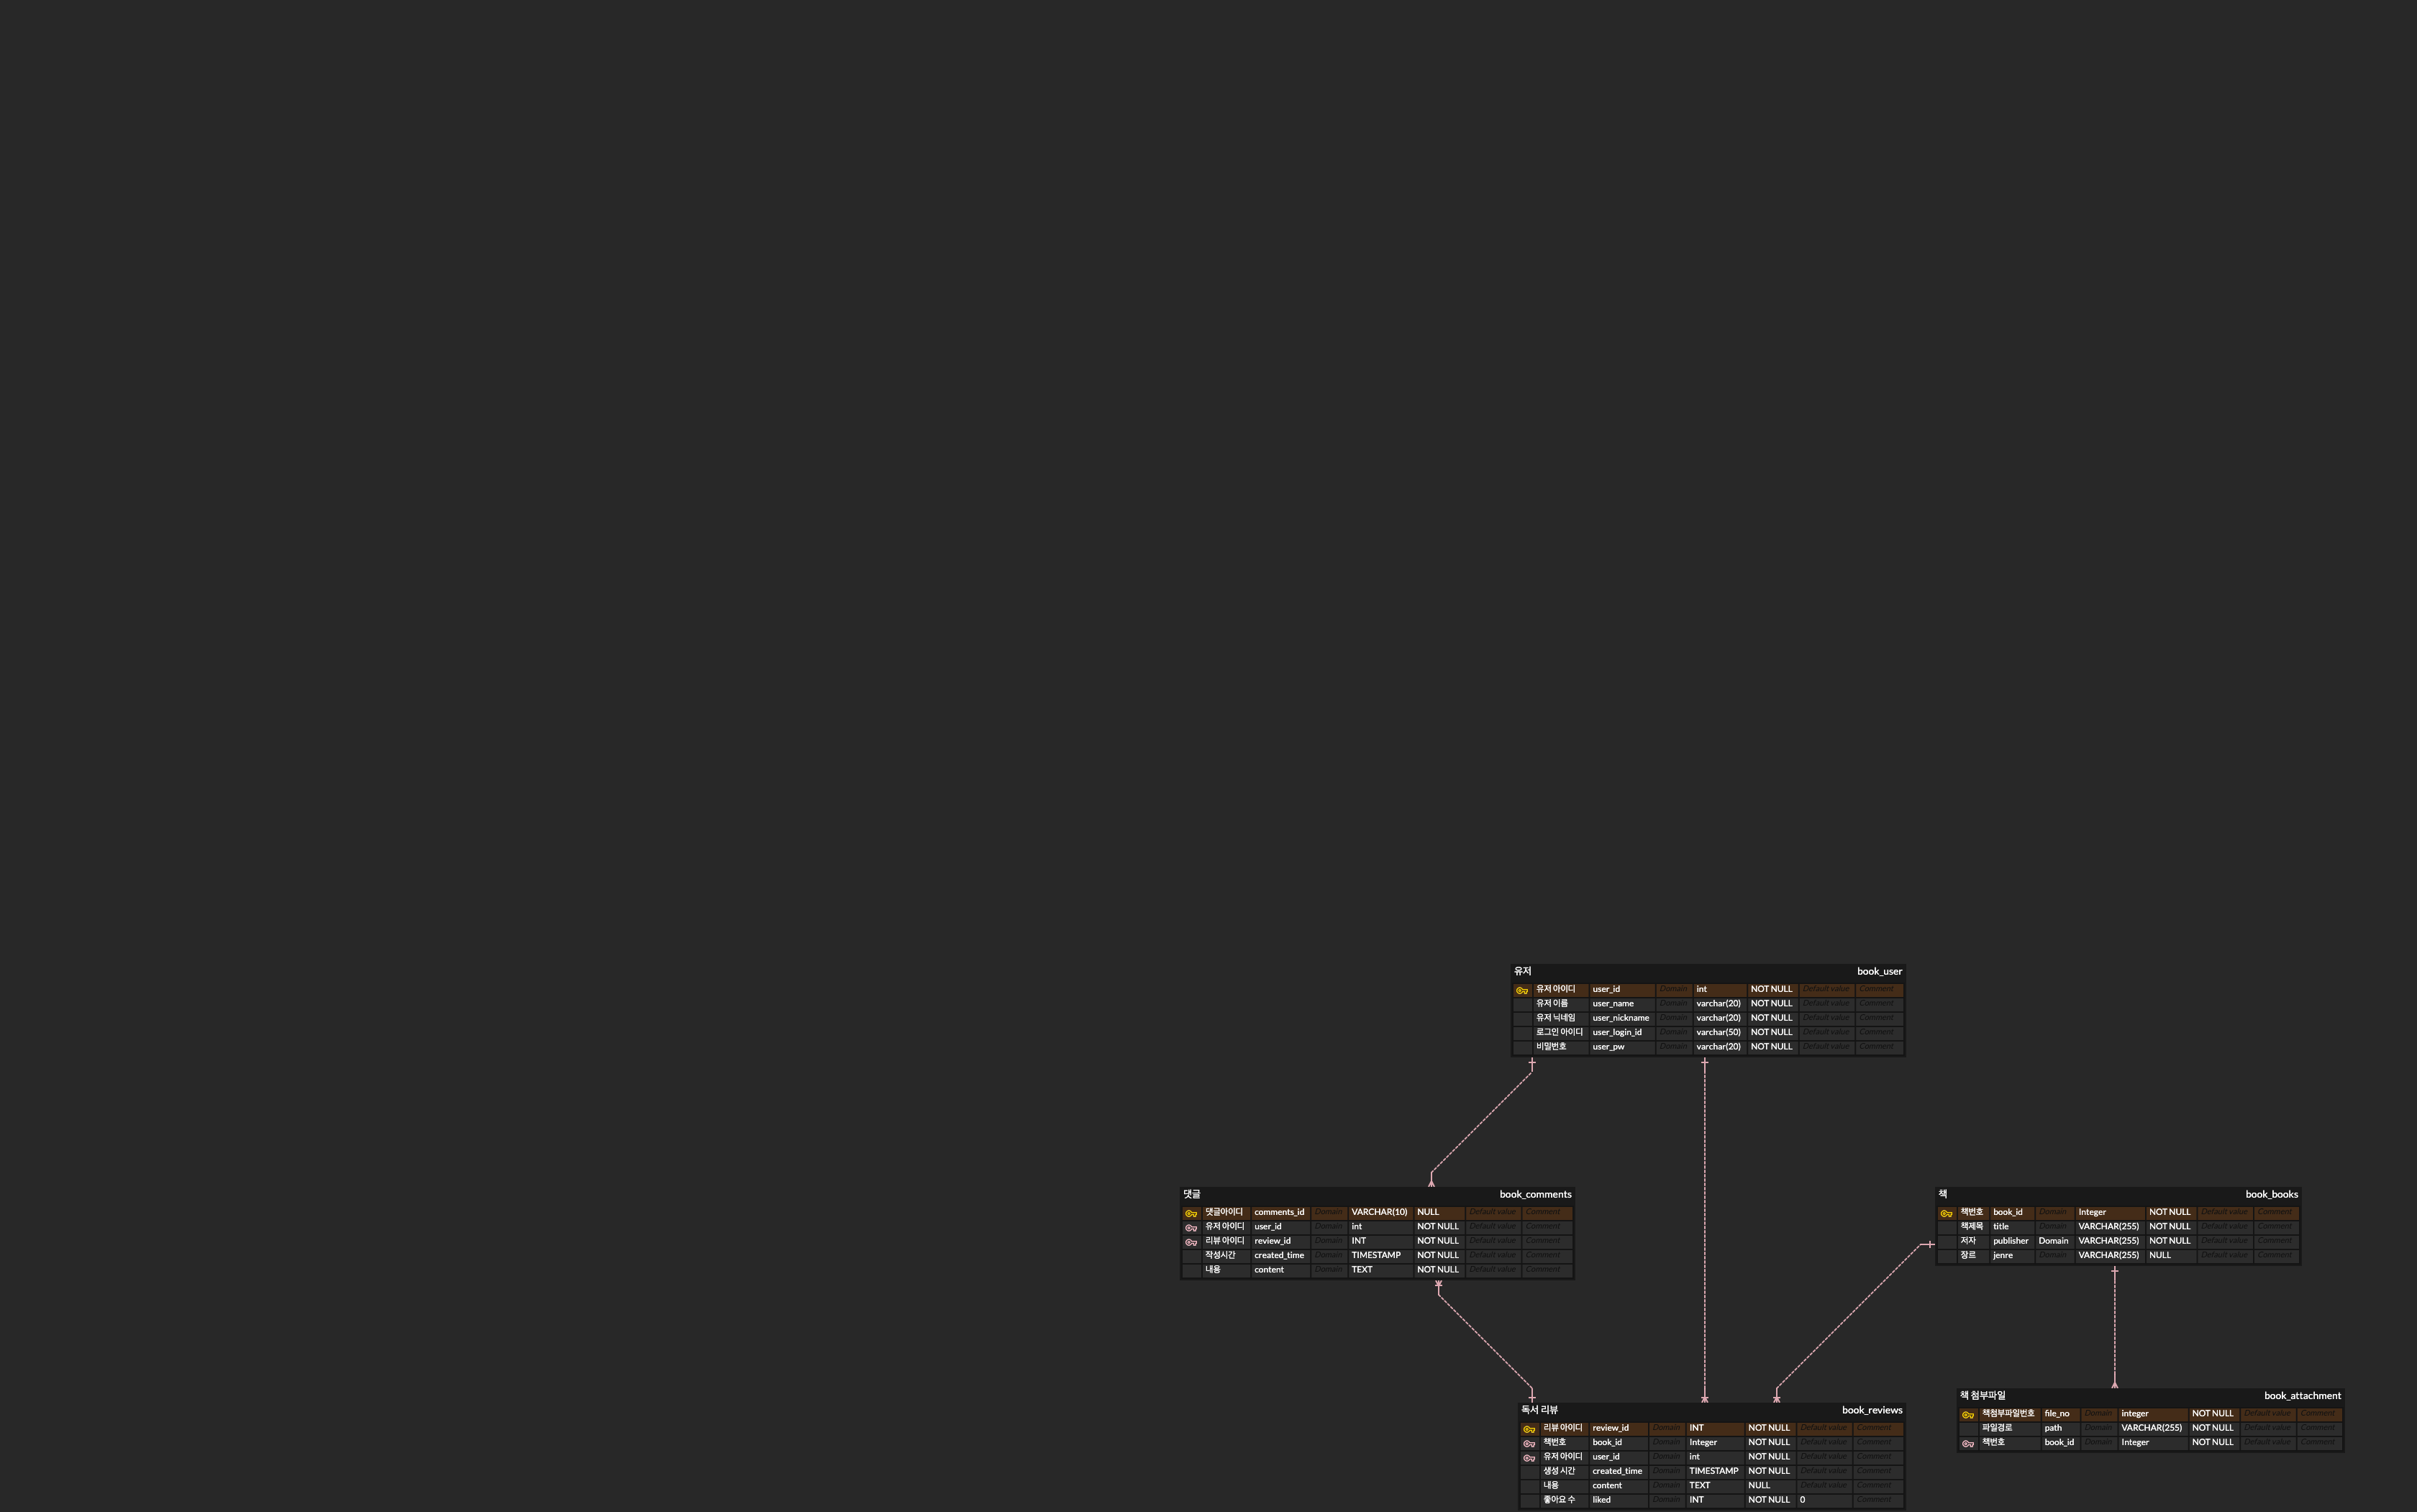 유저 book_user
유저 아이디 user_id Domain int NOT NULL Default value Comment
유저 이름 user_name Domain varchar(20) NOT NULL Default value Comment
유저 닉네임 user_nickname Domain varchar(20) NOT NULL Default value Comment
로그인 아이디 user_login_id Domain varchar(50) NOT NULL Default value Comment
비밀번호 user_pw Domain varchar(20) NOT NULL Default value Comment
댓글 book_comments
댓글아이디 comments_id Domain VARCHAR(10) NULL Default value Comment
유저 아이디 user_id Domain int NOT NULL Default value Comment
리뷰 아이디 review_id Domain INT NOT NULL Default value Comment
작성시간 created_time Domain TIMESTAMP NOT NULL Default value Comment
내용 content Domain TEXT NOT NULL Default value Comment
책 book_books
책번호 book_id Domain Integer NOT NULL Default value Comment
책제목 title Domain VARCHAR(255) NOT NULL Default value Comment
저자 publisher Domain VARCHAR(255) NOT NULL Default value Comment
장르 jenre Domain VARCHAR(255) NULL Default value Comment
책 첨부파일 book_attachment
책첨부파일번호 file_no Domain integer NOT NULL Default value Comment
파일경로 path Domain VARCHAR(255) NOT NULL Default value Comment
책번호 book_id Domain Integer NOT NULL Default value Comment
독서 리뷰 book_reviews
리뷰 아이디 review_id Domain INT NOT NULL Default value Comment
책번호 book_id Domain Integer NOT NULL Default value Comment
유저 아이디 user_id Domain int NOT NULL Default value Comment
생성 시간 created_time Domain TIMESTAMP NOT NULL Default value Comment
내용 content Domain TEXT NULL Default value Comment
좋아요 수 liked Domain INT NOT NULL 0 Comment